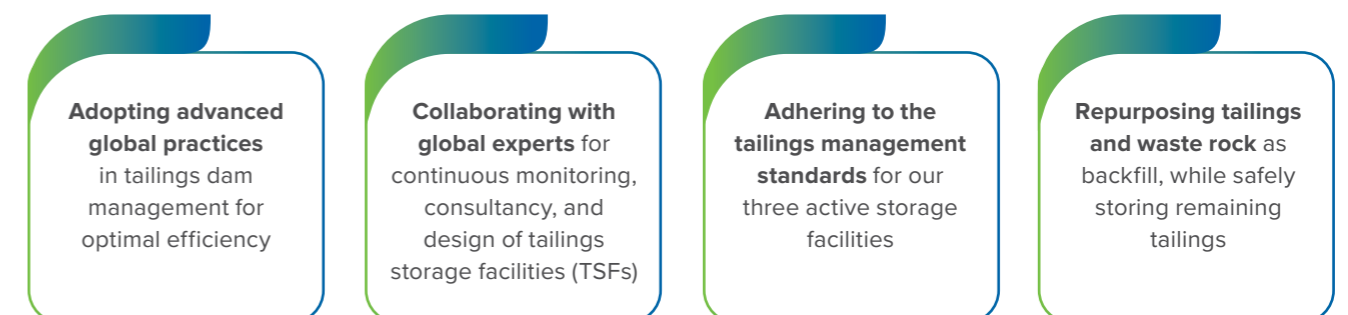 Adopting advanced
global practices
in tailings dam
management for
optimal efficiency
Collaborating with
global experts for
continuous monitoring,
consultancy, and
design of tailings
storage facilities (TSFs)
Adhering to the
tailings management
standards for our
three active storage
facilities
Repurposing tailings
and waste rock as
backfill, while safely
storing remaining
tailings